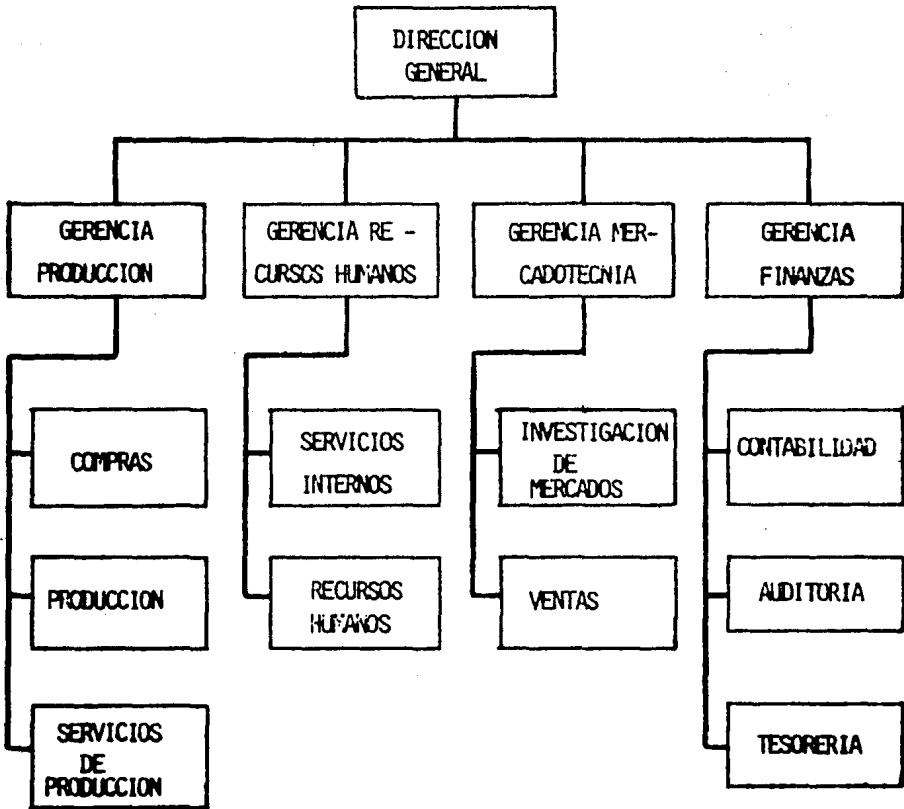 DIRECCION
GENERAL
GERENCIA
PRODUCCION
GERENCIA RE -
CURSOS HUMANOS
GERENCIA MER-
CADOTECNIA
GERENCIA
FINANZAS
COMPRAS
PRODUCCION
SERVICIOS
DE
PRODUCCION
SERVICIOS
INTERNOS
RECURSOS
HUMANOS
INVESTIGACION
DE
MERCADOS
VENTAS
CONTABILIDAD
AUDITORIA
TESORERIA